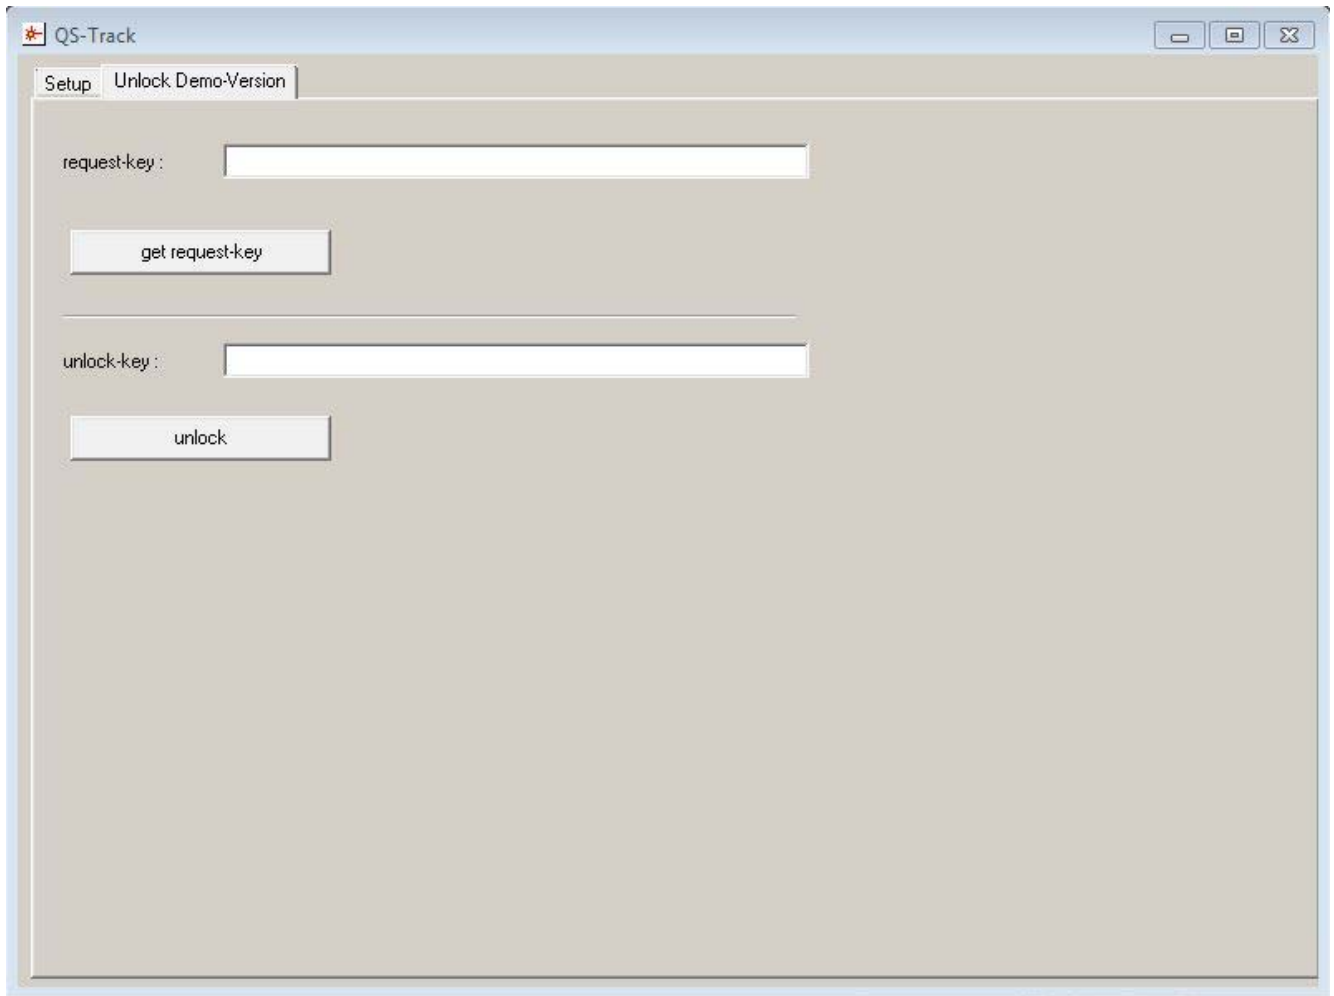 QS-Track
Setup Unlock Demo-Version
request-key :
get request-key
unlock-key :
unlock